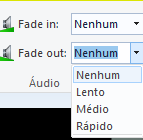 Fade in: Nenhum
Fade out: Nenhum
Nenhum
Lento
Médio
Rápido
Áudio